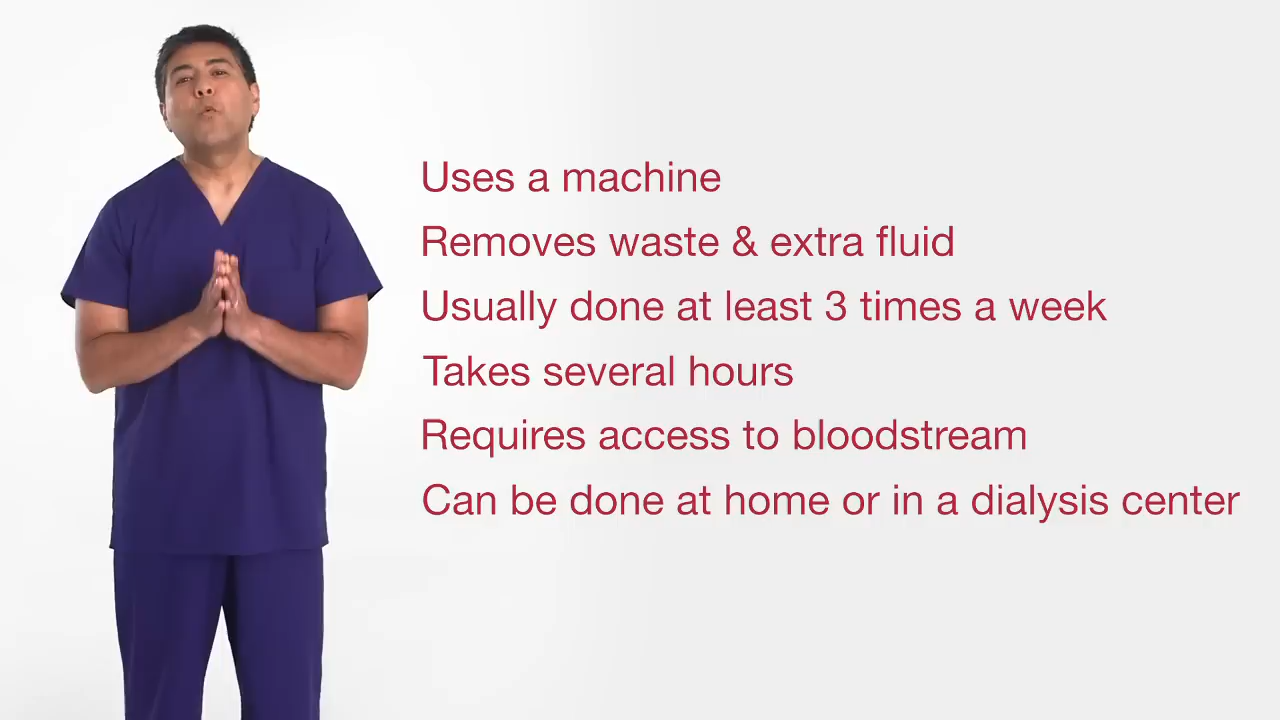 Uses a machine
Removes waste & extra fluid
Usually done at least 3 times a week
Takes several hours
Requires access to bloodstream
Can be done at home or in a dialysis center